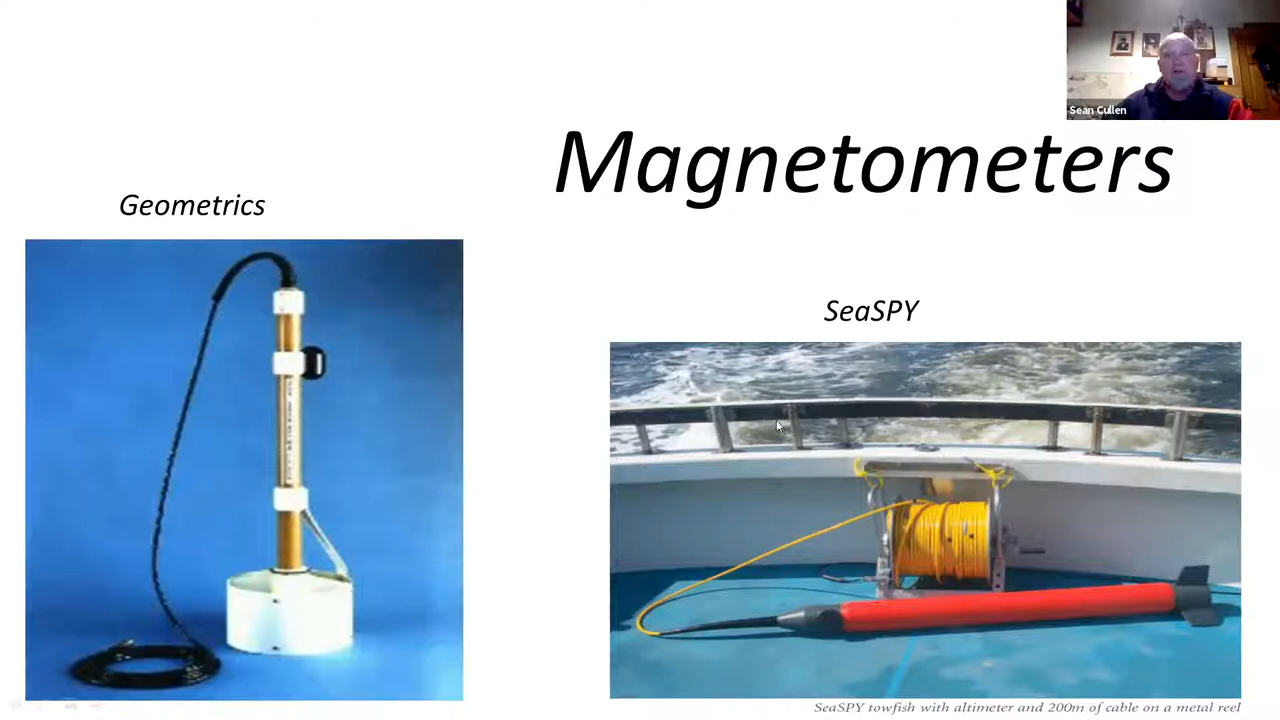 Sean Cullen
Magnetometers
Geometrics
SeaSPY
SeaSPY towfish with altimeter and 200m of cable on a metal reel